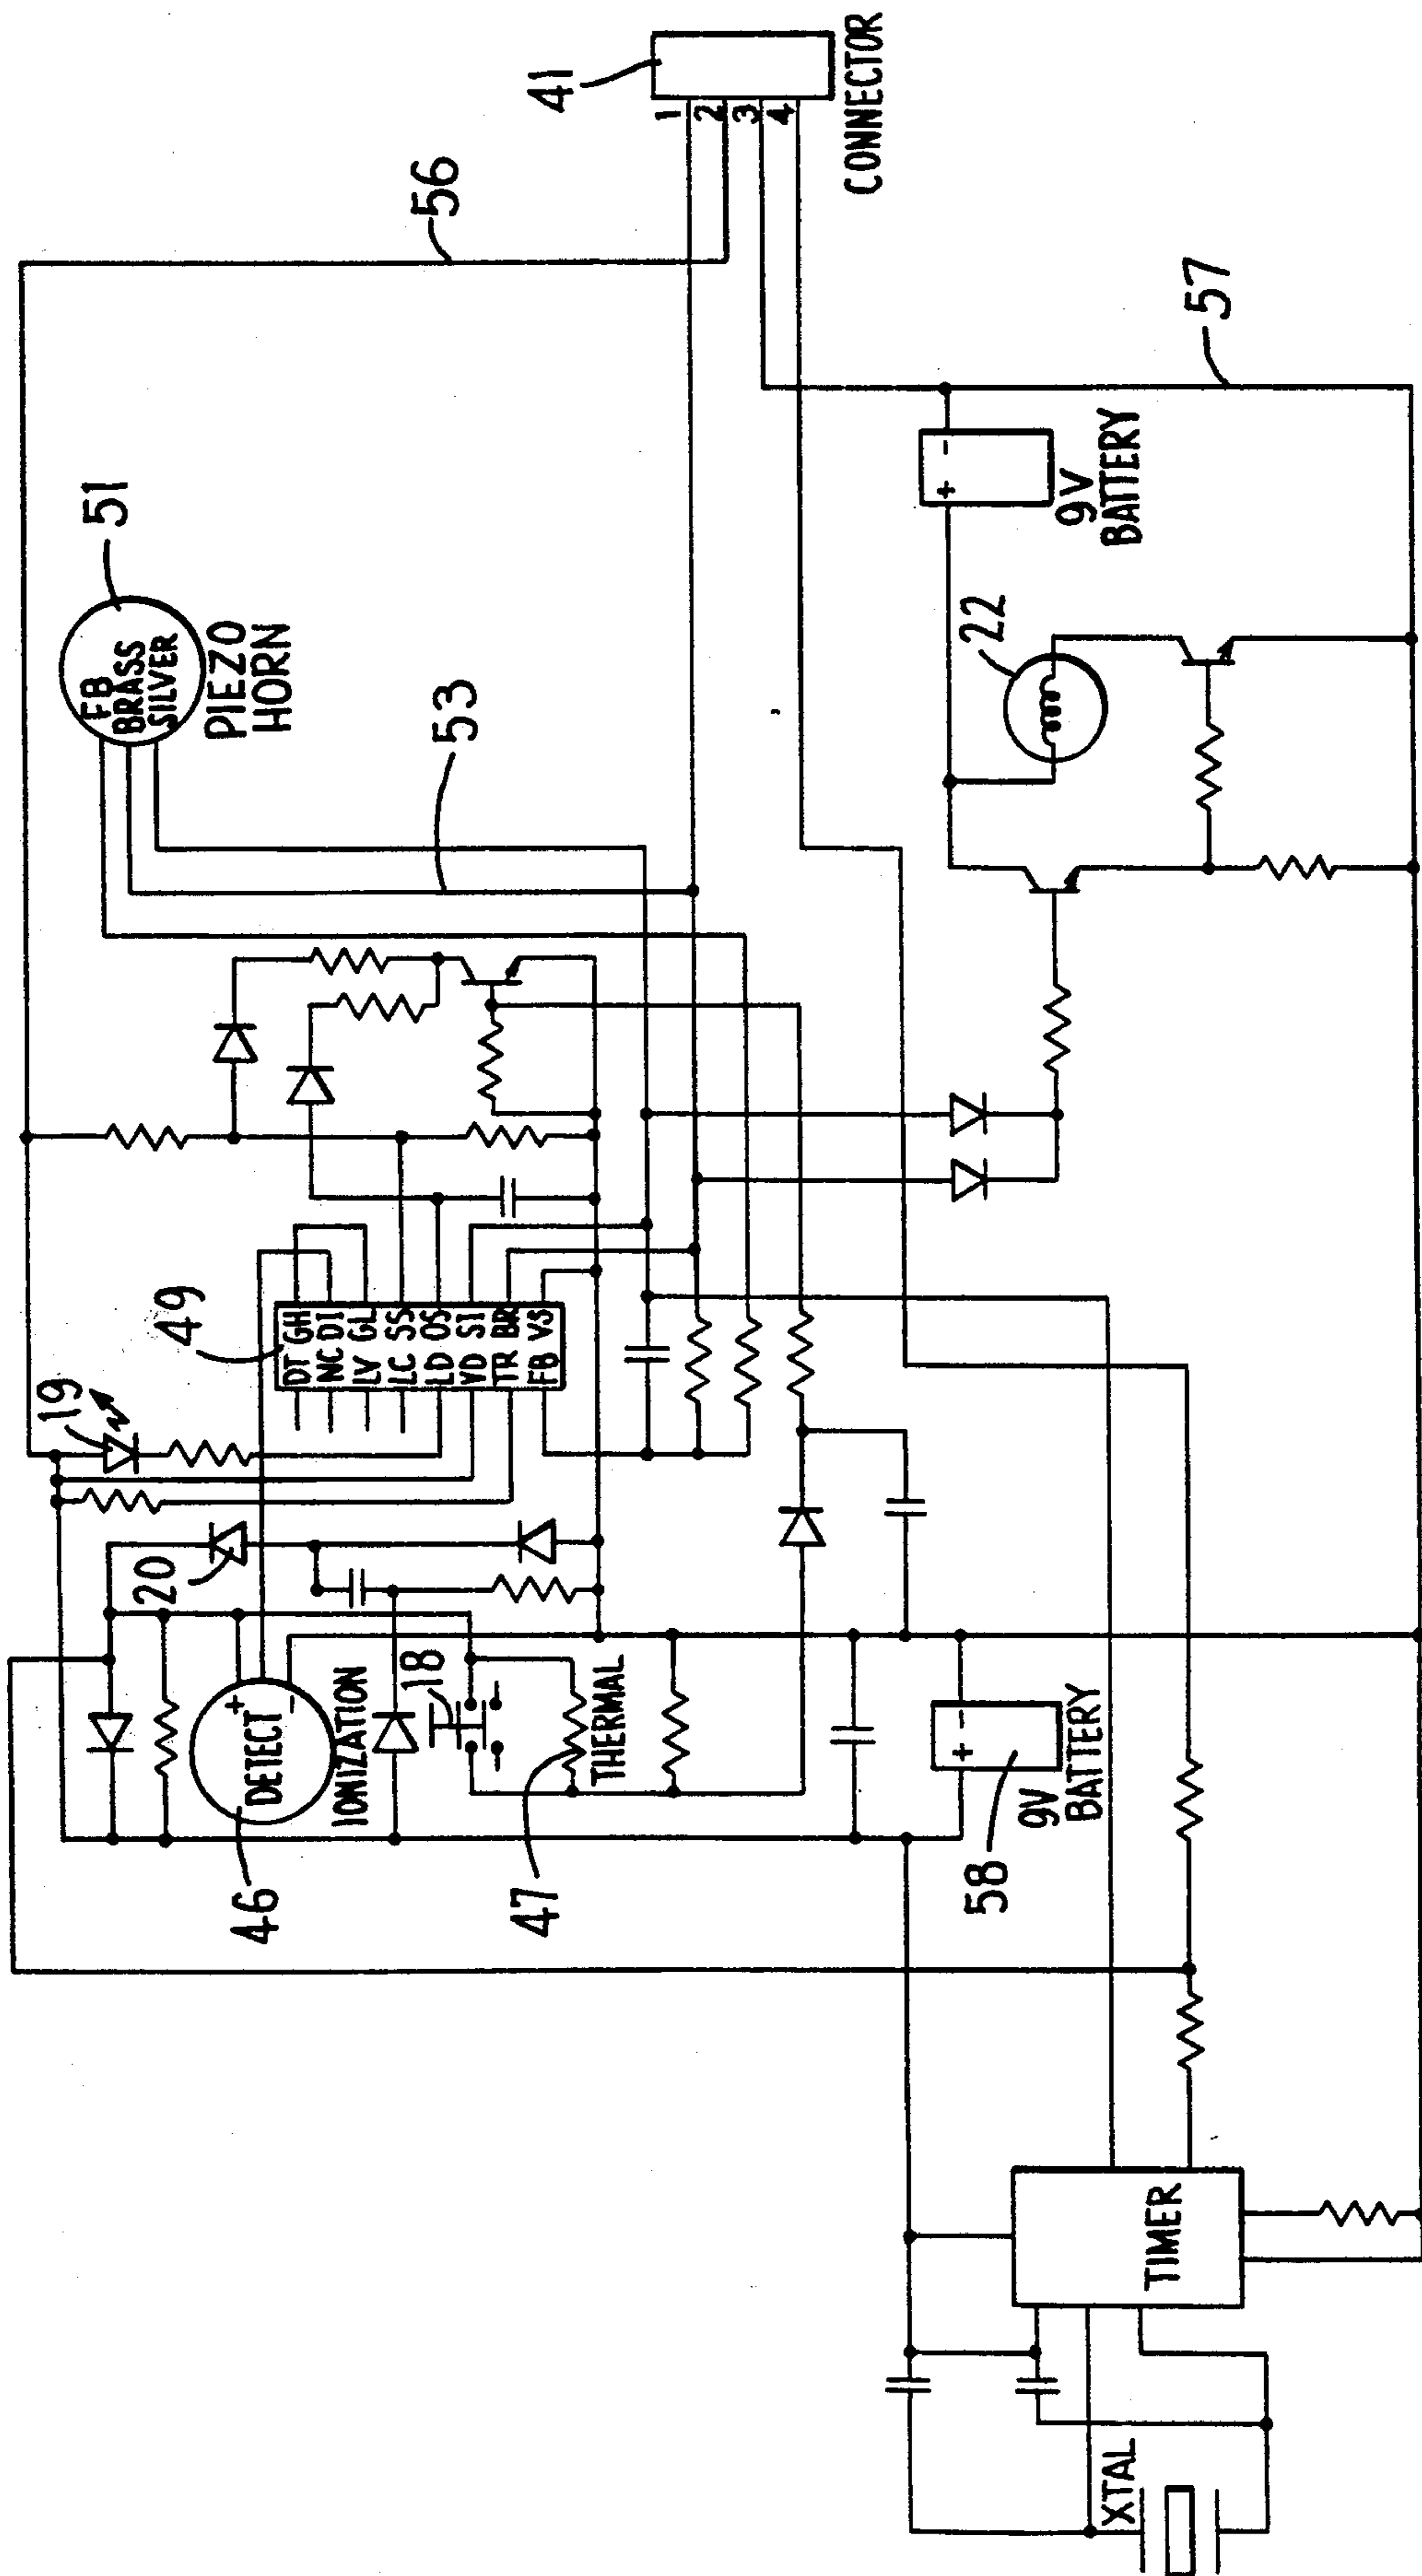 41
1
2
3
4
CONNECTOR
56
57
51
FB
BRASS
SILVER
PIEZO
HORN
53
- +
9V
BATTERY
22
49
DT GH
NC DI
LV GL
LC SS
LD OS
VD SI
TR BR
FB VS
19
20
+
-
DETECT
IONIZATION
46
18
47
THERMAL
+ -
9V
BATTERY
58
TIMER
XTAL